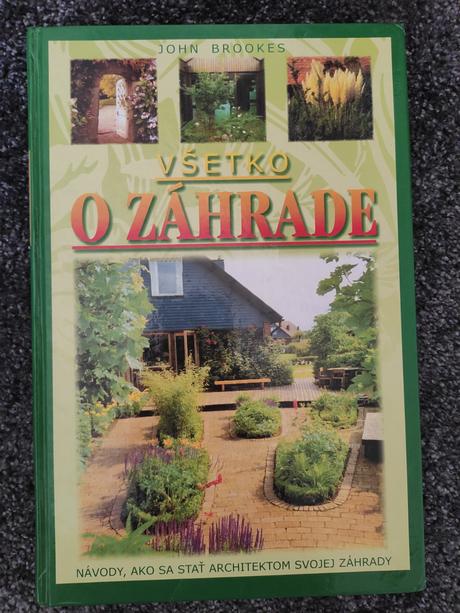 JOHN BROOKES
VŠETKO
O ZÁHRADE
NÁVODY, AKO SA STAŤ ARCHITEKTOM SVOJEJ ZÁHRADY